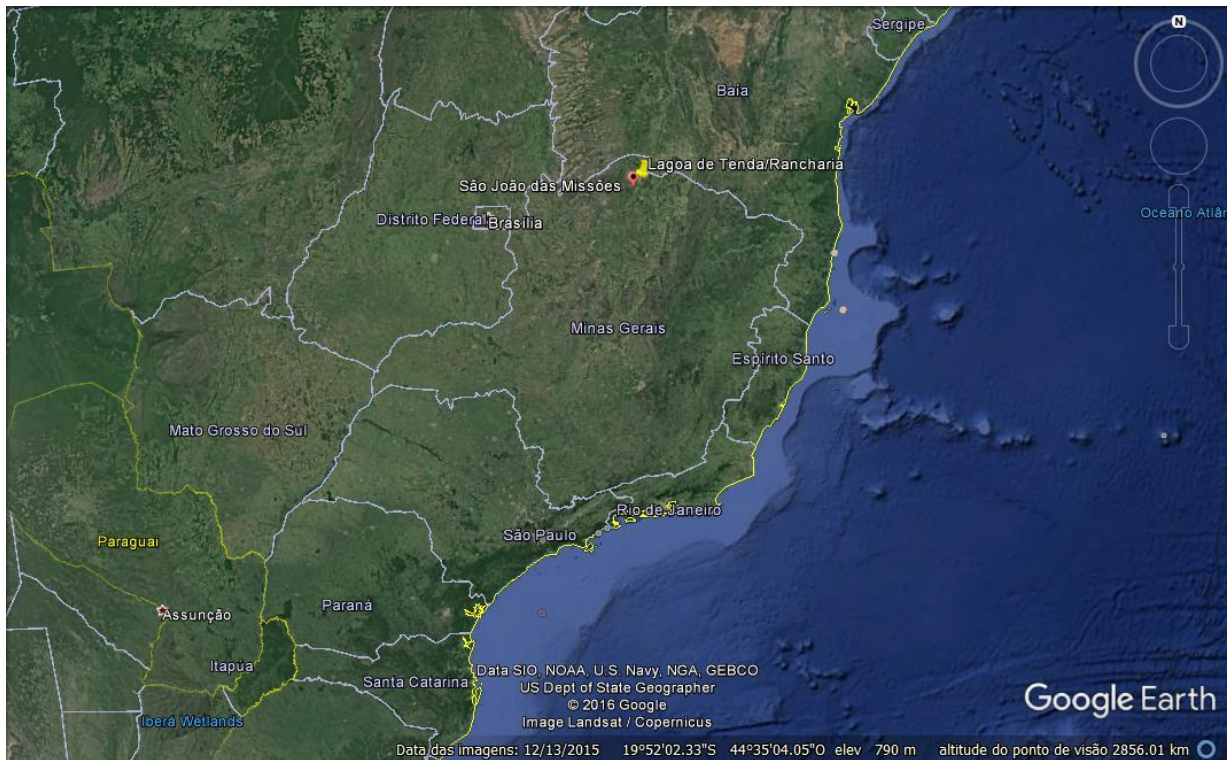 N
Sergipe
Baía
Lagoa de Tenda/Rancharia
São João das Missões
Oceano Atlân
Distrito Federal
Brasília
Minas Gerais
Espírito Santo
Mato Grosso do Sul
Rio de Janeiro
São Paulo
Paraguai
Paraná
Assunção
Itapúa
Santa Catarina
Data SIO, NOAA, U.S. Navy, NGA, GEBCO
US Dept of State Geographer
© 2016 Google
Image Landsat / Copernicus
Google Earth
Iberá Wetlands
Data das imagens: 12/13/2015 19°52'02.33"S 44°35'04.05"O elev 790 m altitude do ponto de visão 2856.01 km